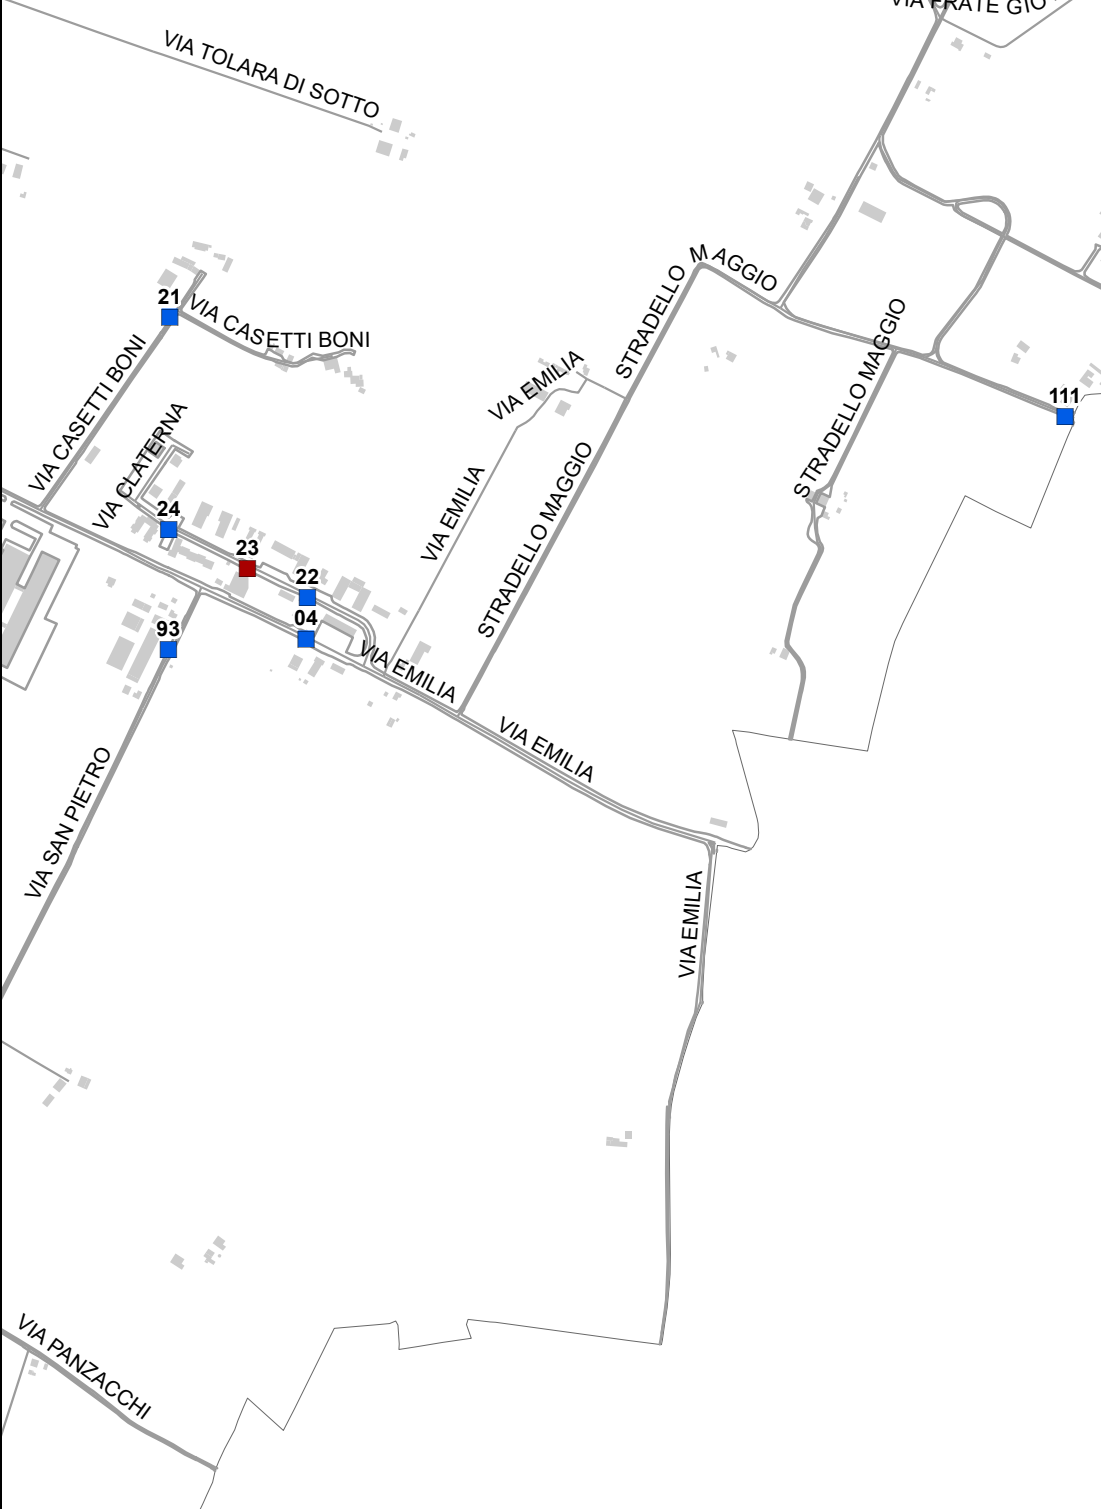 VIA FRATE GIO
VIA TOLARA DI SOTTO
STRADELLO MAGGIO
21
VIA CASETTI BONI
STRADELLO MAGGIO
VIA CASETTI BONI
VIA EMILIA
111
VIA CLATERNA
VIA EMILIA
STRADELLO MAGGIO
24
23
22
04
93
VIA EMILIA
VIA EMILIA
VIA SAN PIETRO
VIA EMILIA
VIA PANZACCHI